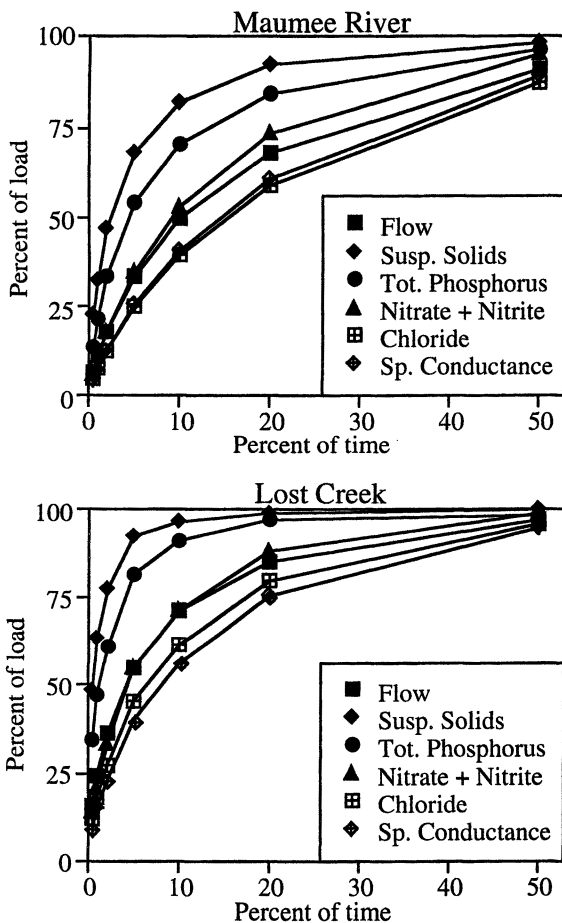 Maumee River
100
75
50
25
0
Percent of load
Flow
Susp. Solids
Tot. Phosphorus
Nitrate + Nitrite
Chloride
Sp. Conductance
0 10 20 30 40 50
Percent of time
Lost Creek
100
75
50
25
0
Percent of load
Flow
Susp. Solids
Tot. Phosphorus
Nitrate + Nitrite
Chloride
Sp. Conductance
0 10 20 30 40 50
Percent of time